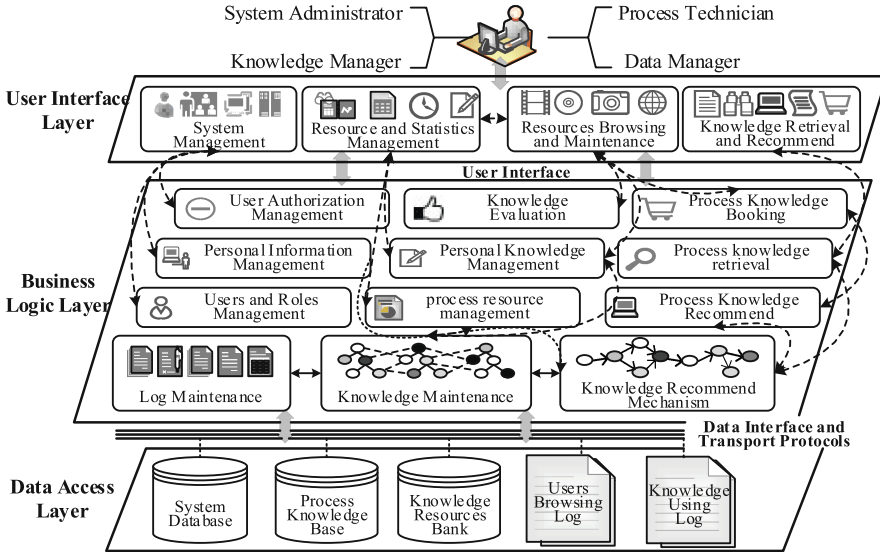 System Administrator
Process Technician
Knowledge Manager
Data Manager
User Interface
Layer
System
Management
Resource and Statistics
Management
Resources Browsing
and Maintenance
Knowledge Retrieval
and Recommend
User Interface
Business
Logic Layer
User Authorization
Management
Knowledge
Evaluation
Process Knowledge
Booking
Personal Information
Management
Personal Knowledge
Management
Process knowledge
retrieval
Users and Roles
Management
process resource
management
Process Knowledge
Recommend
Log Maintenance
Knowledge Maintenance
Knowledge Recommend
Mechanism
Data Interface and
Transport Protocols
Data Access
Layer
System
Database
Process
Knowledge
Base
Knowledge
Resources
Bank
Users
Browsing
Log
Knowledge
Using
Log